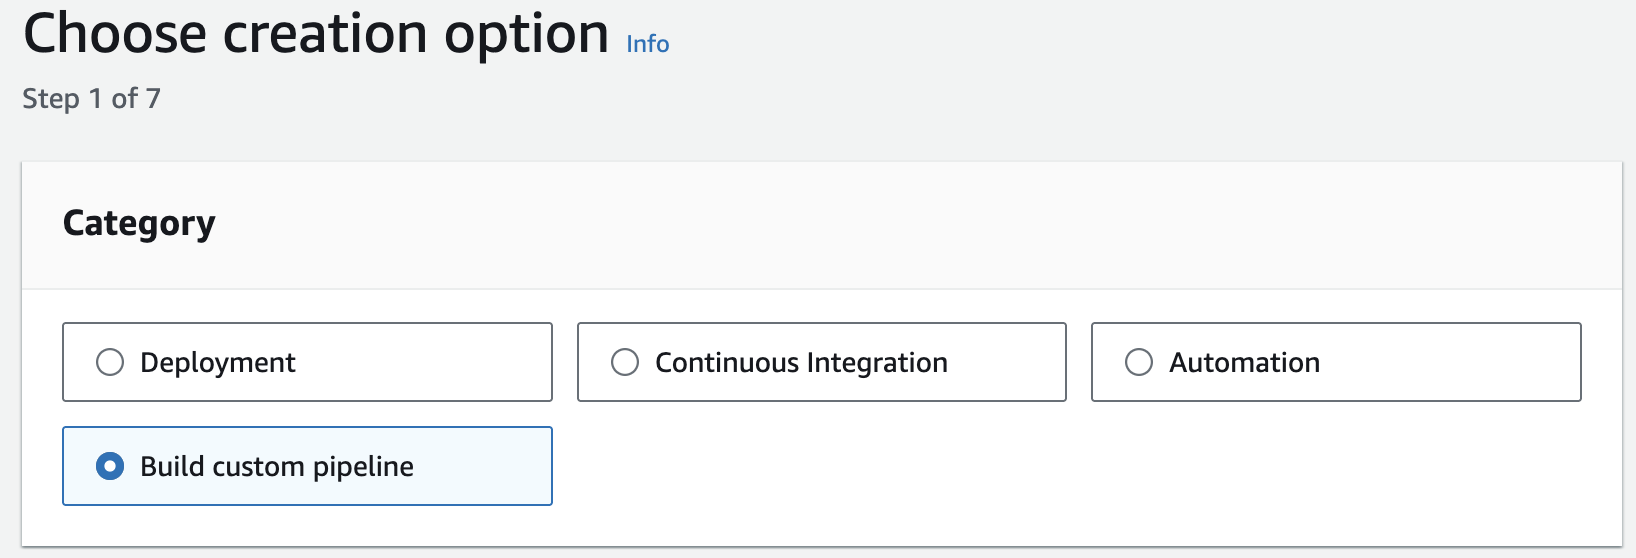 Choose creation option Info
Step 1 of 7
Category
Deployment
Continuous Integration
Automation
Build custom pipeline